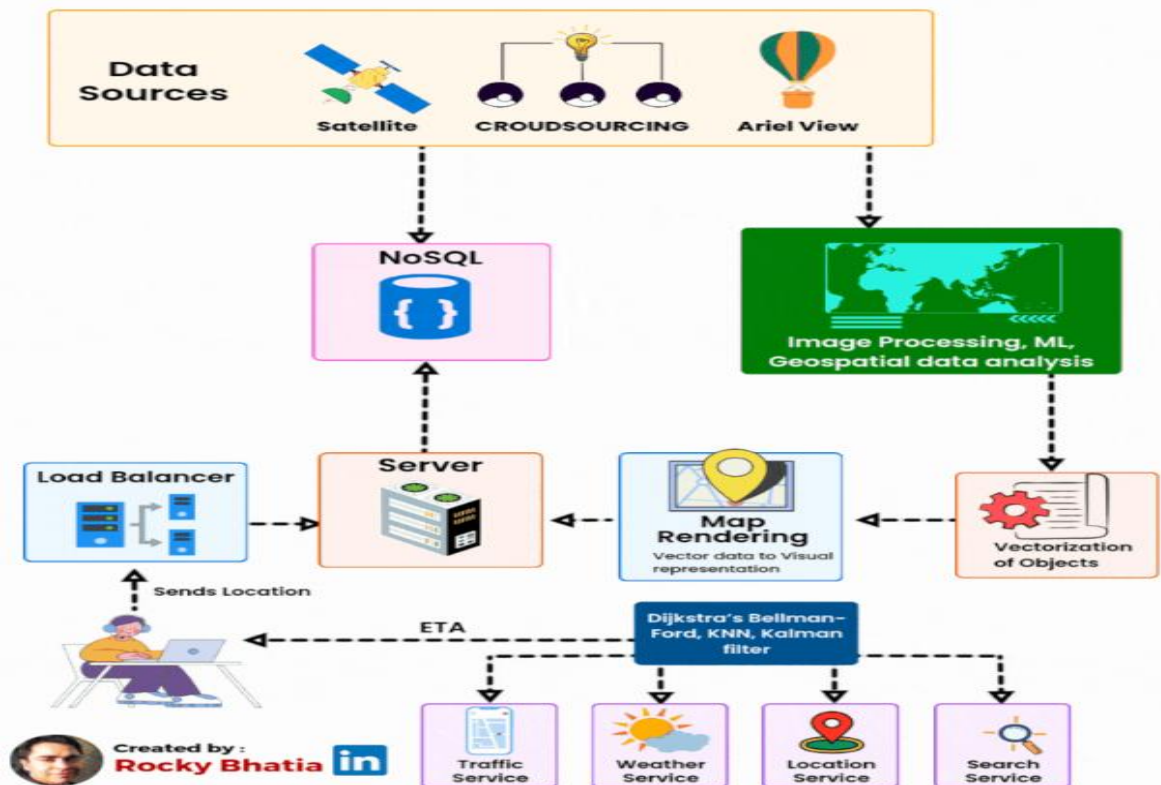 Data
Sources
Satellite
CROUDSOURCING
Ariel View
NoSQL
{ }
Image Processing, ML,
Geospatial data analysis
Load Balancer
Server
Map
Rendering
Vector data to Visual
representation
Vectorization
of Objects
Sends Location
ETA
Dijkstra's Bellman-
Ford, KNN, Kalman
filter
Created by :
Rocky Bhatia
in
Traffic
Service
Weather
Service
Location
Service
Search
Service